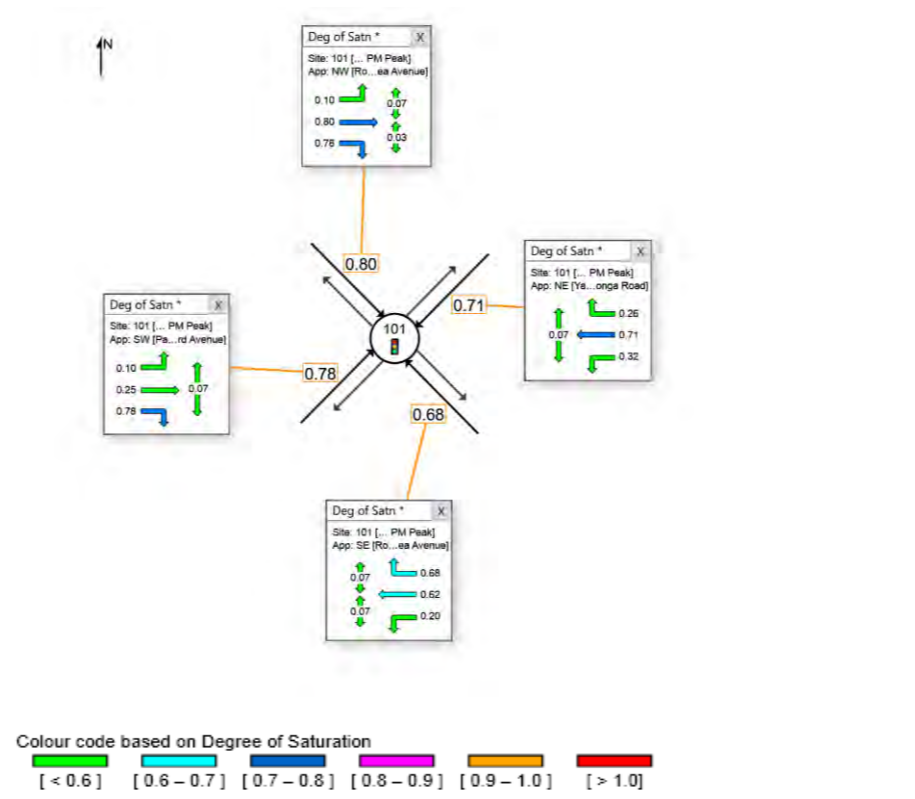 N
Deg of Satn * X
Site: 101 [... PM Peak]
App: NW [Ro...ea Avenue]
0.10
0.07
0.80
0.03
0.78
0.80
Deg of Satn * X
Site: 101 [... PM Peak]
App: NE [Ya...onga Road]
0.26
0.07
0.71
0.32
0.71
101
Deg of Satn * X
Site: 101 [... PM Peak]
App: SW [Pa...rd Avenue]
0.10
0.25
0.07
0.78
0.78
0.68
Deg of Satn * X
Site: 101 [... PM Peak]
App: SE [Ro...ea Avenue]
0.07
0.68
0.62
0.07
0.20
Colour code based on Degree of Saturation
[ < 0.6 ] [ 0.6 – 0.7 ] [ 0.7 – 0.8 ] [ 0.8 – 0.9 ] [ 0.9 – 1.0 ] [ > 1.0]